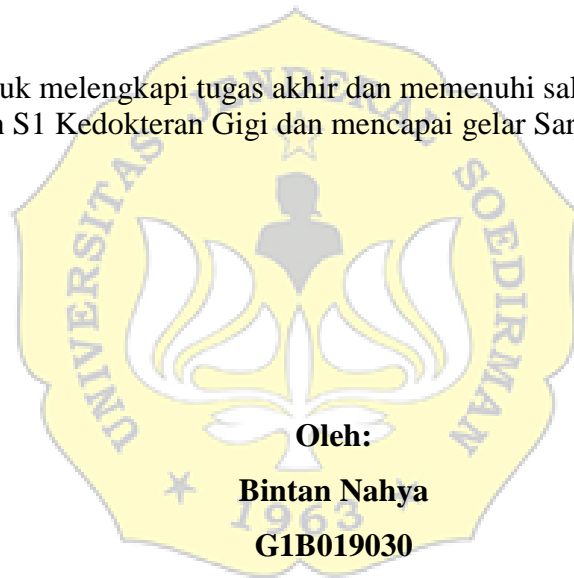 uk melengkapi tugas akhir dan memenuhi sal
n S1 Kedokteran Gigi dan mencapai gelar Sar
UNIVERSITAS JENDERAL SOEDIRMAN
Oleh:
Bintan Nahya
1963
G1B019030